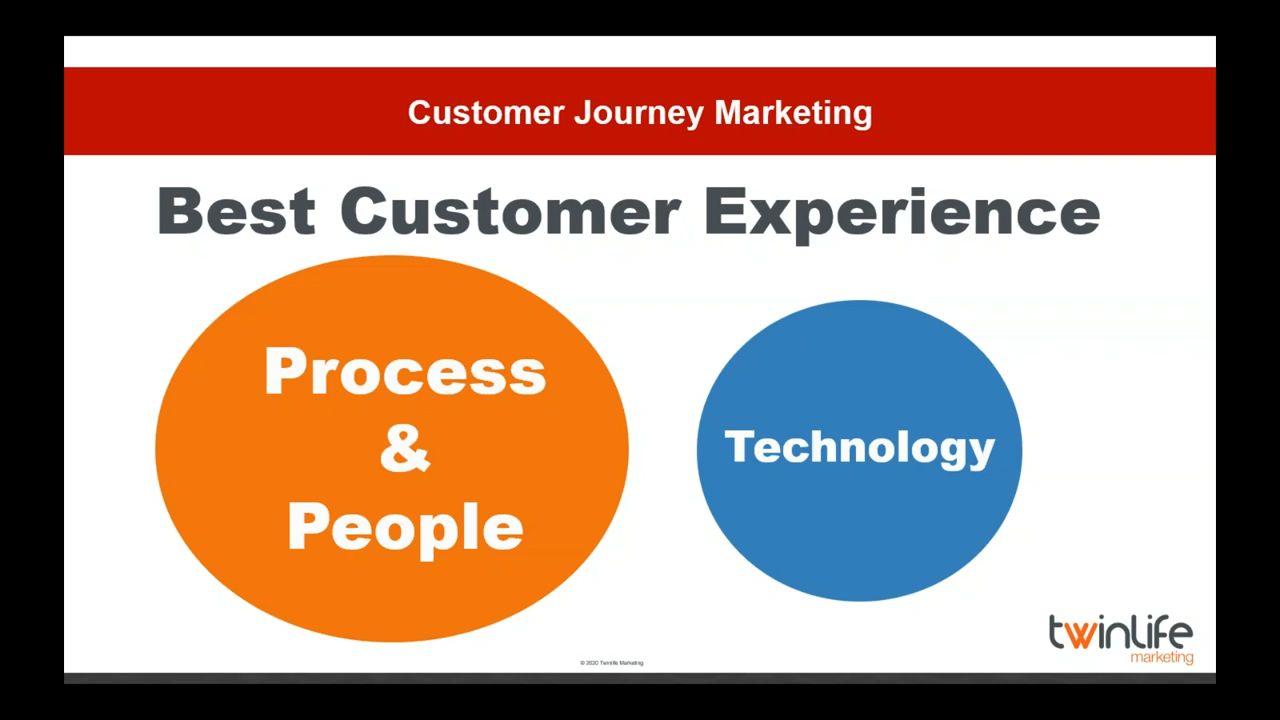 Customer Journey Marketing
Best Customer Experience
Process
&
People
Technology
twinlife
marketing
© 2020 Twinlife Marketing